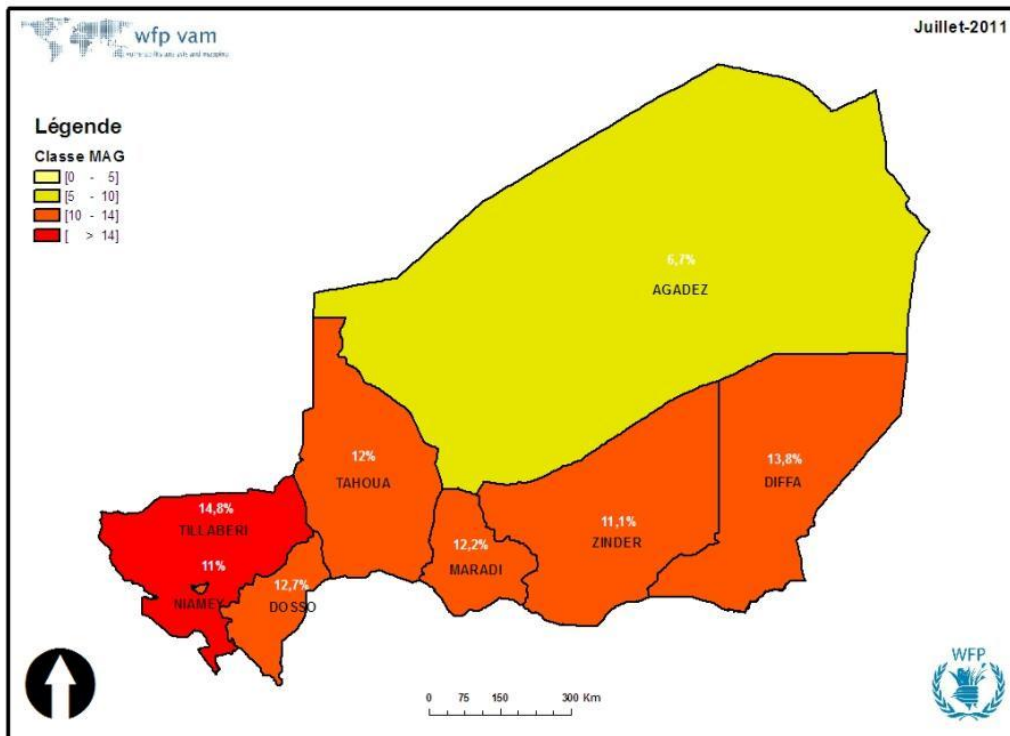 wfp vam
Juillet-2011
Légende
Classe MAG
[0 - 5]
[5 - 10]
[10 - 14]
[ > 14]
6,7%
AGADEZ
12%
TAHOUA
13,8%
DIFFA
14,8%
TILLABERI
11,1%
ZINDER
12,2%
MARADI
11%
NIAMEY
12,7%
DOSSO
0 75 150 300 Km
WFP